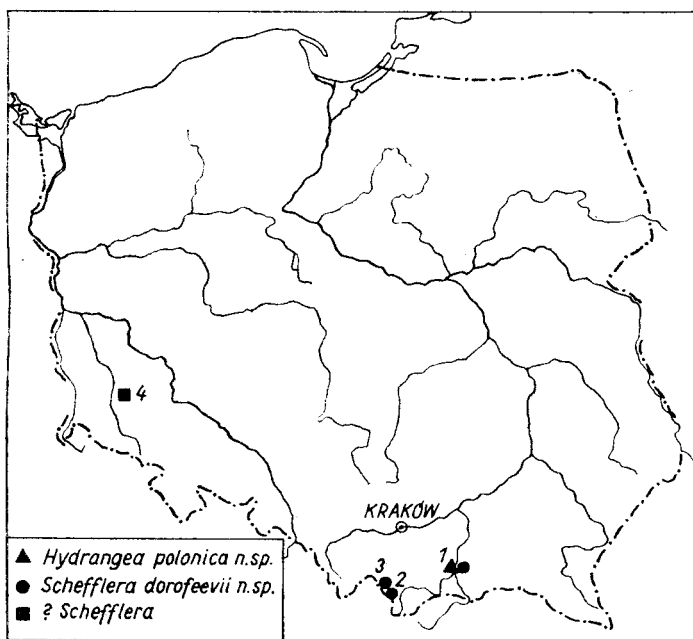 4
KRAKÓW
1
3
2
▲ Hydrangea polonica n.sp.
● Schefflera dorofeevii n.sp.
■ ? Schefflera